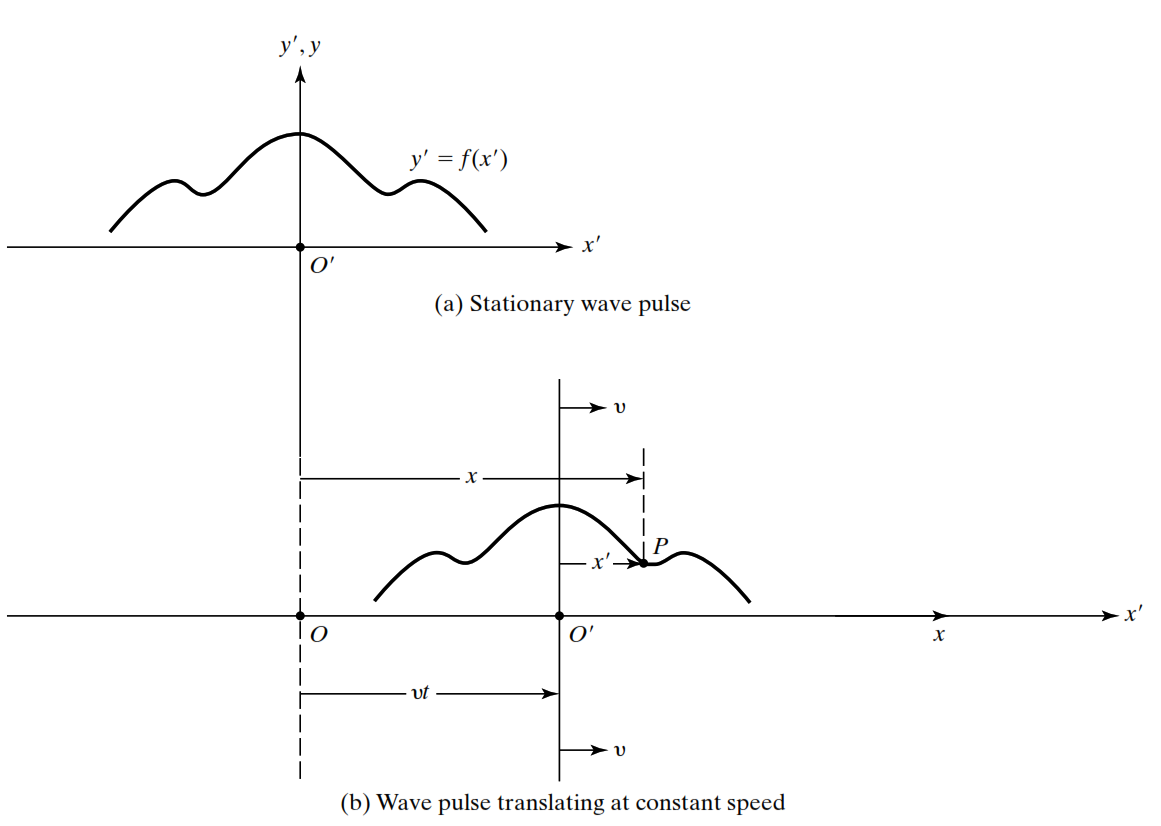 y', y
y' = f(x')
x'
O'
(a) Stationary wave pulse
υ
x
P
x'
x'
O
O'
x
υt
υ
(b) Wave pulse translating at constant speed